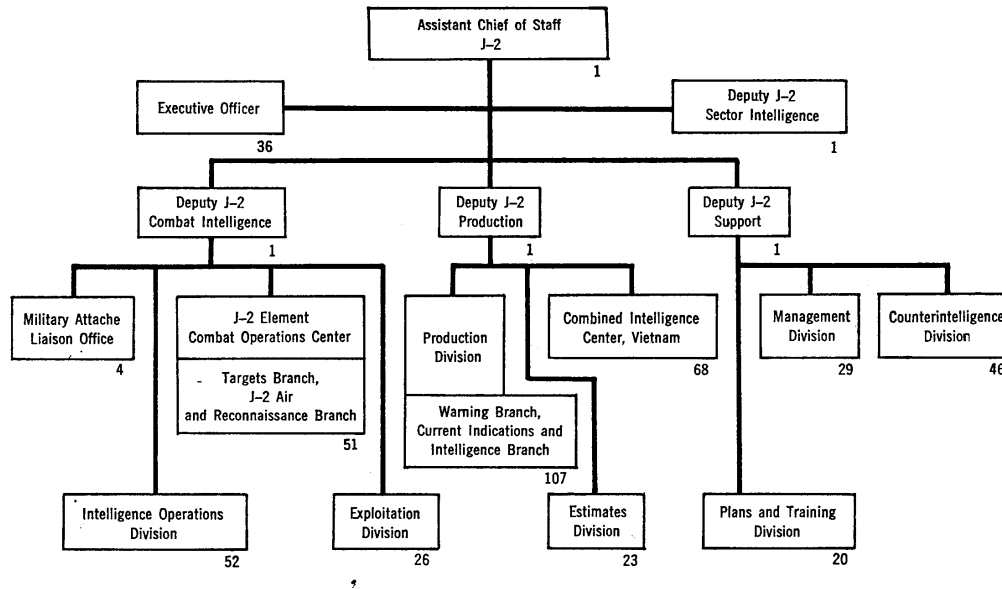 Assistant Chief of Staff
J–2
1
Executive Officer
36
Deputy J–2
Sector Intelligence
1
Deputy J–2
Combat Intelligence
1
Deputy J–2
Production
1
Deputy J–2
Support
1
Military Attache
Liaison Office
4
J–2 Element
Combat Operations Center
Targets Branch,
J–2 Air
and Reconnaissance Branch
51
Production
Division
Warning Branch,
Current Indications and
Intelligence Branch
107
Combined Intelligence
Center, Vietnam
68
Management
Division
29
Counterintelligence
Division
46
Intelligence Operations
Division
52
Exploitation
Division
26
Estimates
Division
23
Plans and Training
Division
20